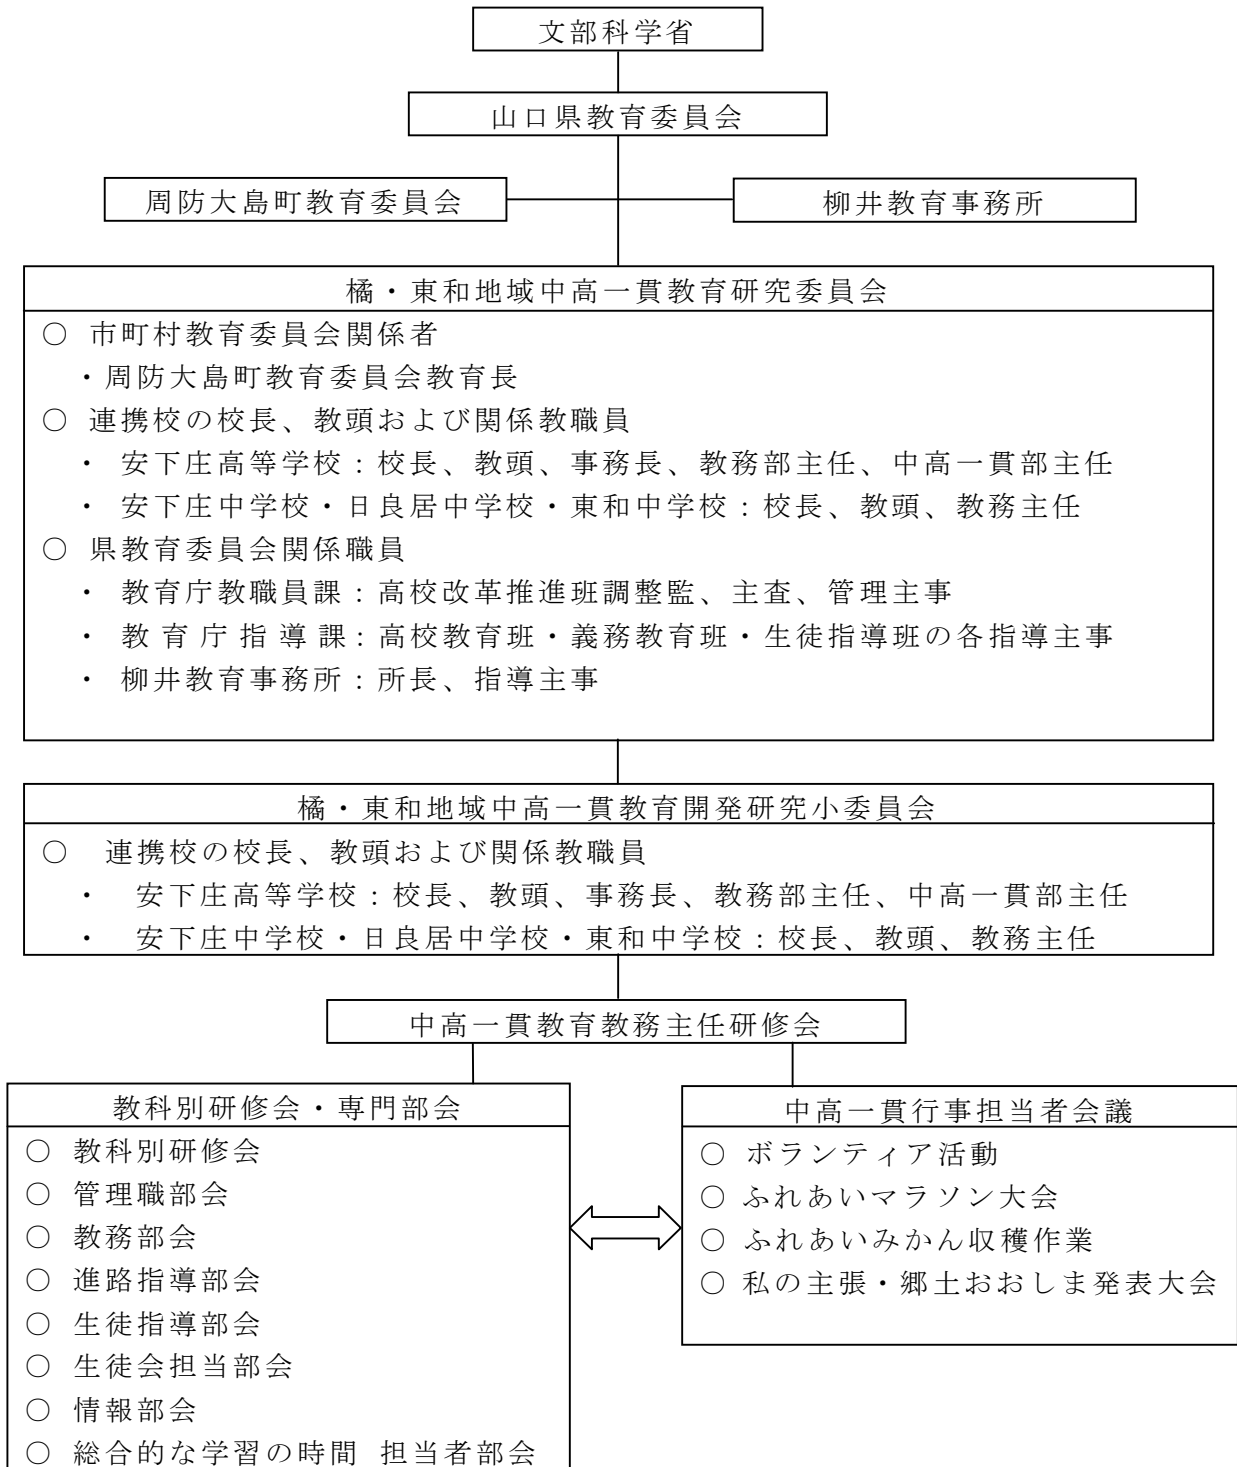 文部科学省
山口県教育委員会
周防大島町教育委員会
柳井教育事務所
橘・東和地域中高一貫教育研究委員会
○ 市町村教育委員会関係者
・周防大島町教育委員会教育長
○ 連携校の校長、教頭および関係教職員
・ 安下庄高等学校：校長、教頭、事務長、教務部主任、中高一貫部主任
・ 安下庄中学校・日良居中学校・東和中学校：校長、教頭、教務主任
○ 県教育委員会関係職員
・ 教育庁教職員課：高校改革推進班調整監、主査、管理主事
・ 教育庁指導課：高校教育班・義務教育班・生徒指導班の各指導主事
・ 柳井教育事務所：所長、指導主事
橘・東和地域中高一貫教育開発研究小委員会
○ 連携校の校長、教頭および関係教職員
・ 安下庄高等学校：校長、教頭、事務長、教務部主任、中高一貫部主任
・ 安下庄中学校・日良居中学校・東和中学校：校長、教頭、教務主任
中高一貫教育教務主任研修会
教科別研修会・専門部会
○ 教科別研修会
○ 管理職部会
○ 教務部会
○ 進路指導部会
○ 生徒指導部会
○ 生徒会担当部会
○ 情報部会
○ 総合的な学習の時間 担当者部会
中高一貫行事担当者会議
○ ボランティア活動
○ ふれあいマラソン大会
○ ふれあいみかん収穫作業
○ 私の主張・郷土おおしま発表大会